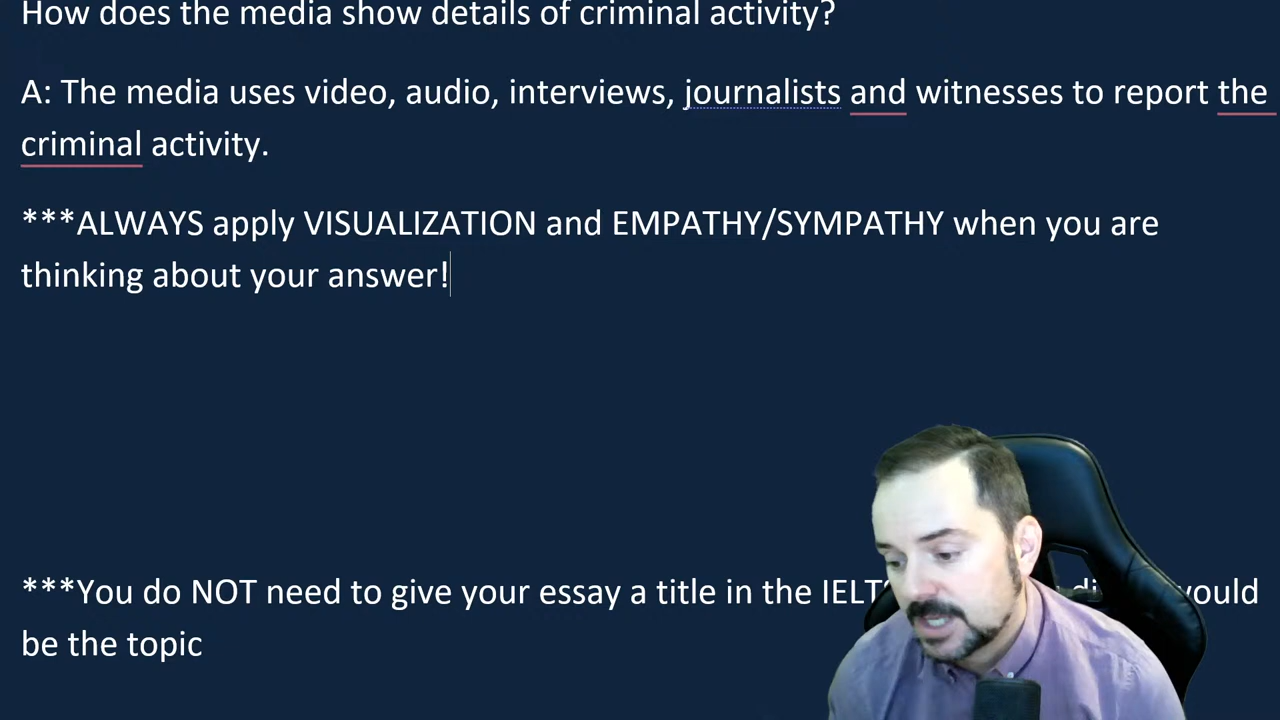 How does the media show details of criminal activity?
A: The media uses video, audio, interviews, journalists and witnesses to report the
criminal activity.
***ALWAYS apply VISUALIZATION and EMPATHY/SYMPATHY when you are
thinking about your answer!
***You do NOT need to give your essay a title in the would
be the topic